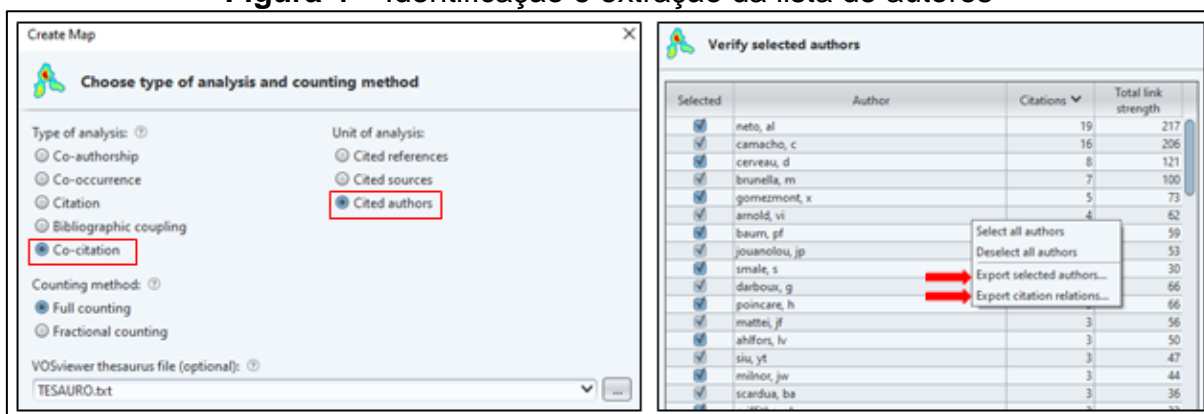 Create Map
Choose type of analysis and counting method
Type of analysis:
Co-authorship
Co-occurrence
Citation
Bibliographic coupling
Co-citation
Unit of analysis:
Cited references
Cited sources
Cited authors
Counting method:
Full counting
Fractional counting
VOSviewer thesaurus file (optional):
TESAURO.txt
...
Verify selected authors
Selected Author Citations Total link strength
neto, al 19 217
camacho, c 16 206
cerveau, d 8 121
brunella, m 7 100
gomezmont, x 5 73
arnold, vi 4 62
baum, pf 59
jouanolou, jp 53
smale, s 30
darboux, g 66
poincare, h 66
mattei, jf 3 56
ahlfors, lv 3 50
siu, yt 3 47
milnor, jw 3 44
scardua, ba 3 36
Select all authors
Deselect all authors
Export selected authors...
Export citation relations...